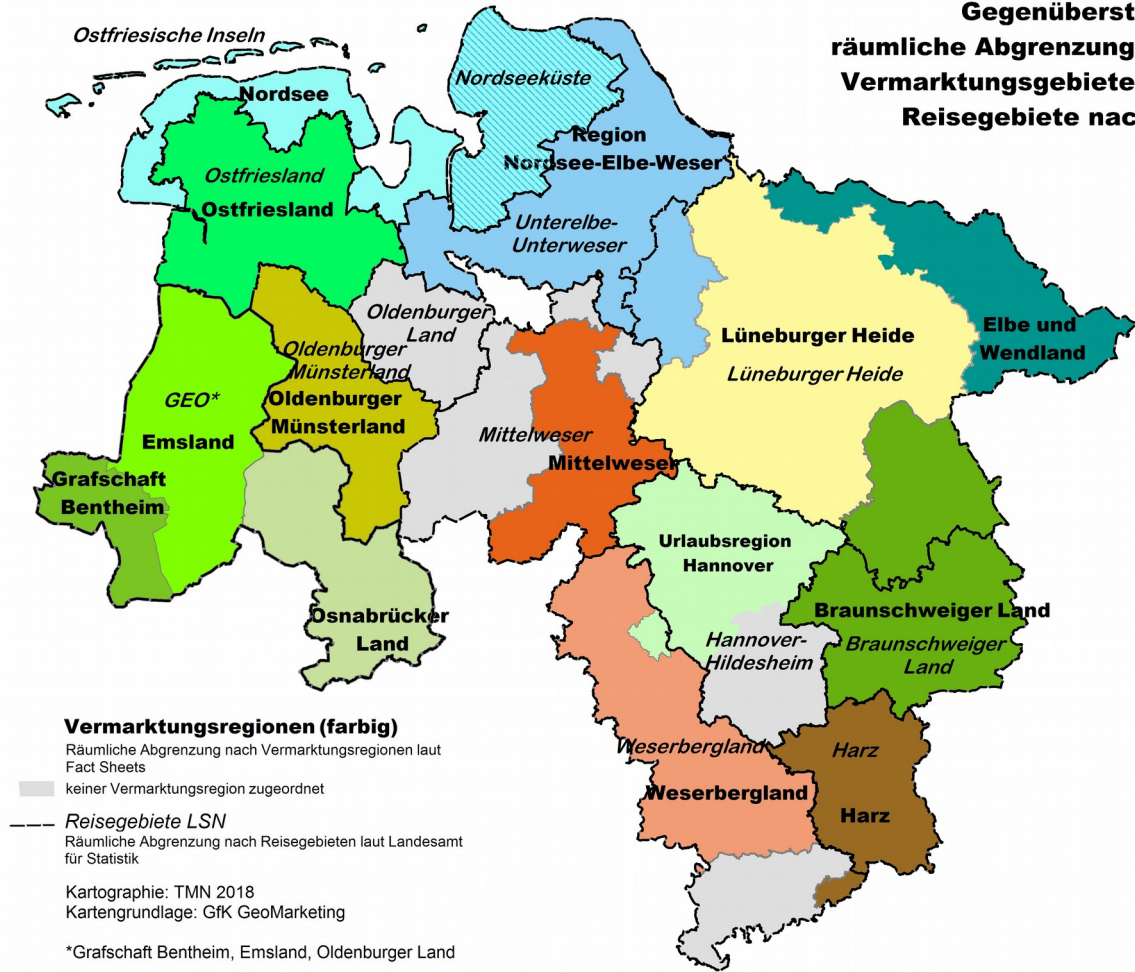 Gegenüberst
räumliche Abgrenzung
Vermarktungsgebiete
Reisegebiete nac
Ostfriesische Inseln
Nordsee
Nordseeküste
Region
Nordsee-Elbe-Weser
Ostfriesland
Ostfriesland
Unterelbe-
Unterweser
Oldenburger
Land
Oldenburger
Münsterland
Oldenburger
Münsterland
Lüneburger Heide
Lüneburger Heide
Elbe und
Wendland
GEO*
Emsland
Grafschaft
Bentheim
Mittelweser
Mittelweser
Urlaubsregion
Hannover
Osnabrücker
Land
Braunschweiger Land
Braunschweiger
Land
Hannover-
Hildesheim
Weserbergland
Weserbergland
Harz
Harz
Vermarktungsregionen (farbig)
Räumliche Abgrenzung nach Vermarktungsregionen laut
Fact Sheets
keiner Vermarktungsregion zugeordnet
Reisegebiete LSN
Räumliche Abgrenzung nach Reisegebieten laut Landesamt
für Statistik
Kartographie: TMN 2018
Kartengrundlage: GfK GeoMarketing
*Grafschaft Bentheim, Emsland, Oldenburger Land